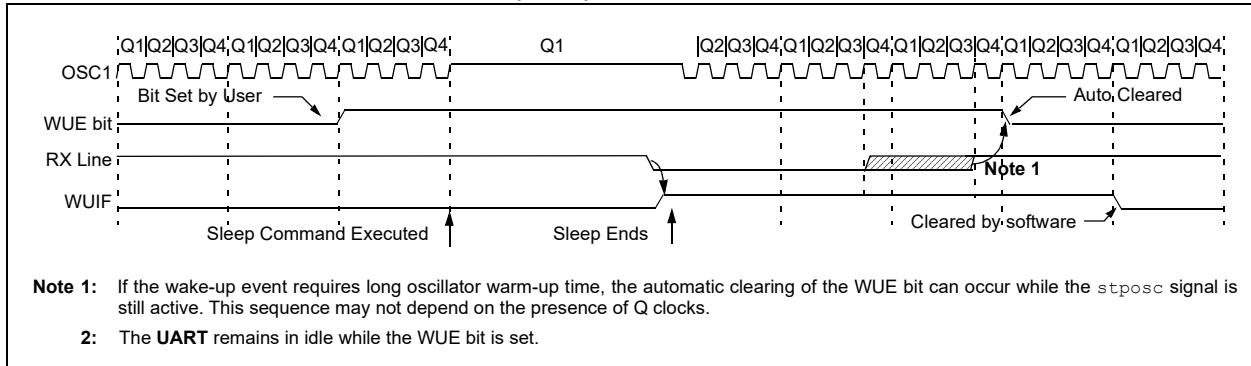 Q1|Q2|Q3|Q4|Q1|Q2|Q3|Q4|Q1|Q2|Q3|Q4 Q1 |Q2|Q3|Q4|Q1|Q2|Q3|Q4|Q1|Q2|Q3|Q4|Q1|Q2|Q3|Q4|Q1|Q2|Q3|Q4
OSC1
Bit Set by User
Auto Cleared
WUE bit
RX Line
Note 1
WUIF
Cleared by software
Sleep Command Executed
Sleep Ends
Note 1: If the wake-up event requires long oscillator warm-up time, the automatic clearing of the WUE bit can occur while the stposc signal is
still active. This sequence may not depend on the presence of Q clocks.
2: The UART remains in idle while the WUE bit is set.